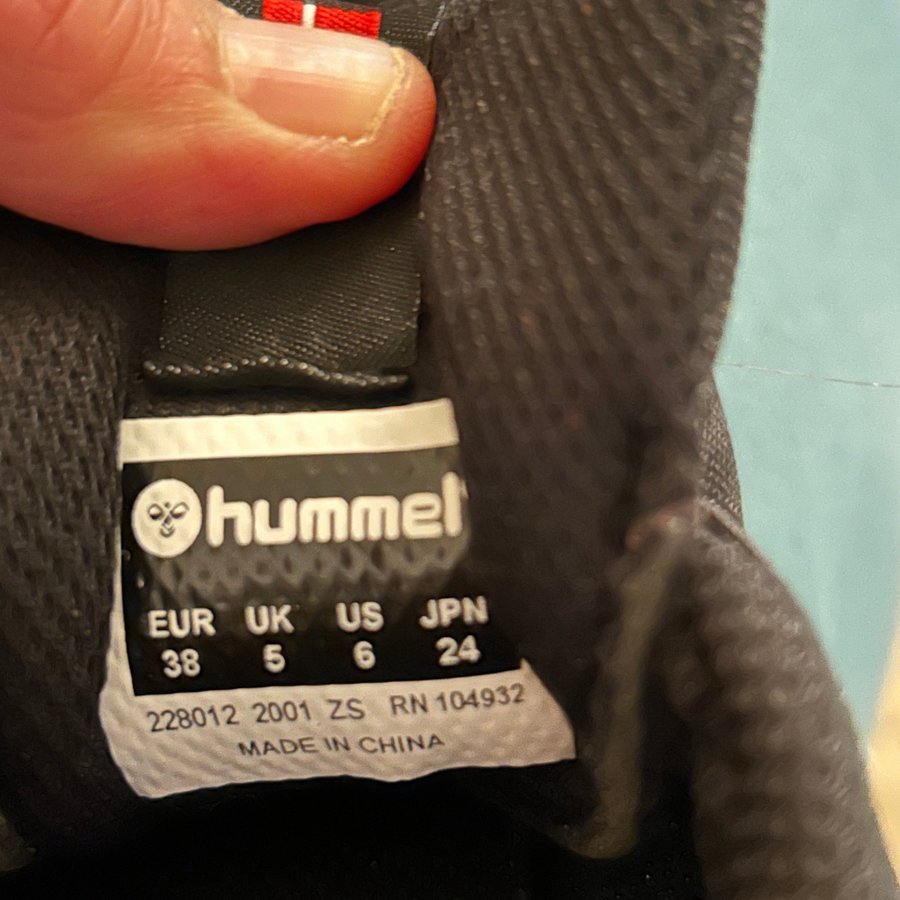 hummel
EUR UK US JPN
38 5 6 24
228012 2001 ZS RN 104932
MADE IN CHINA